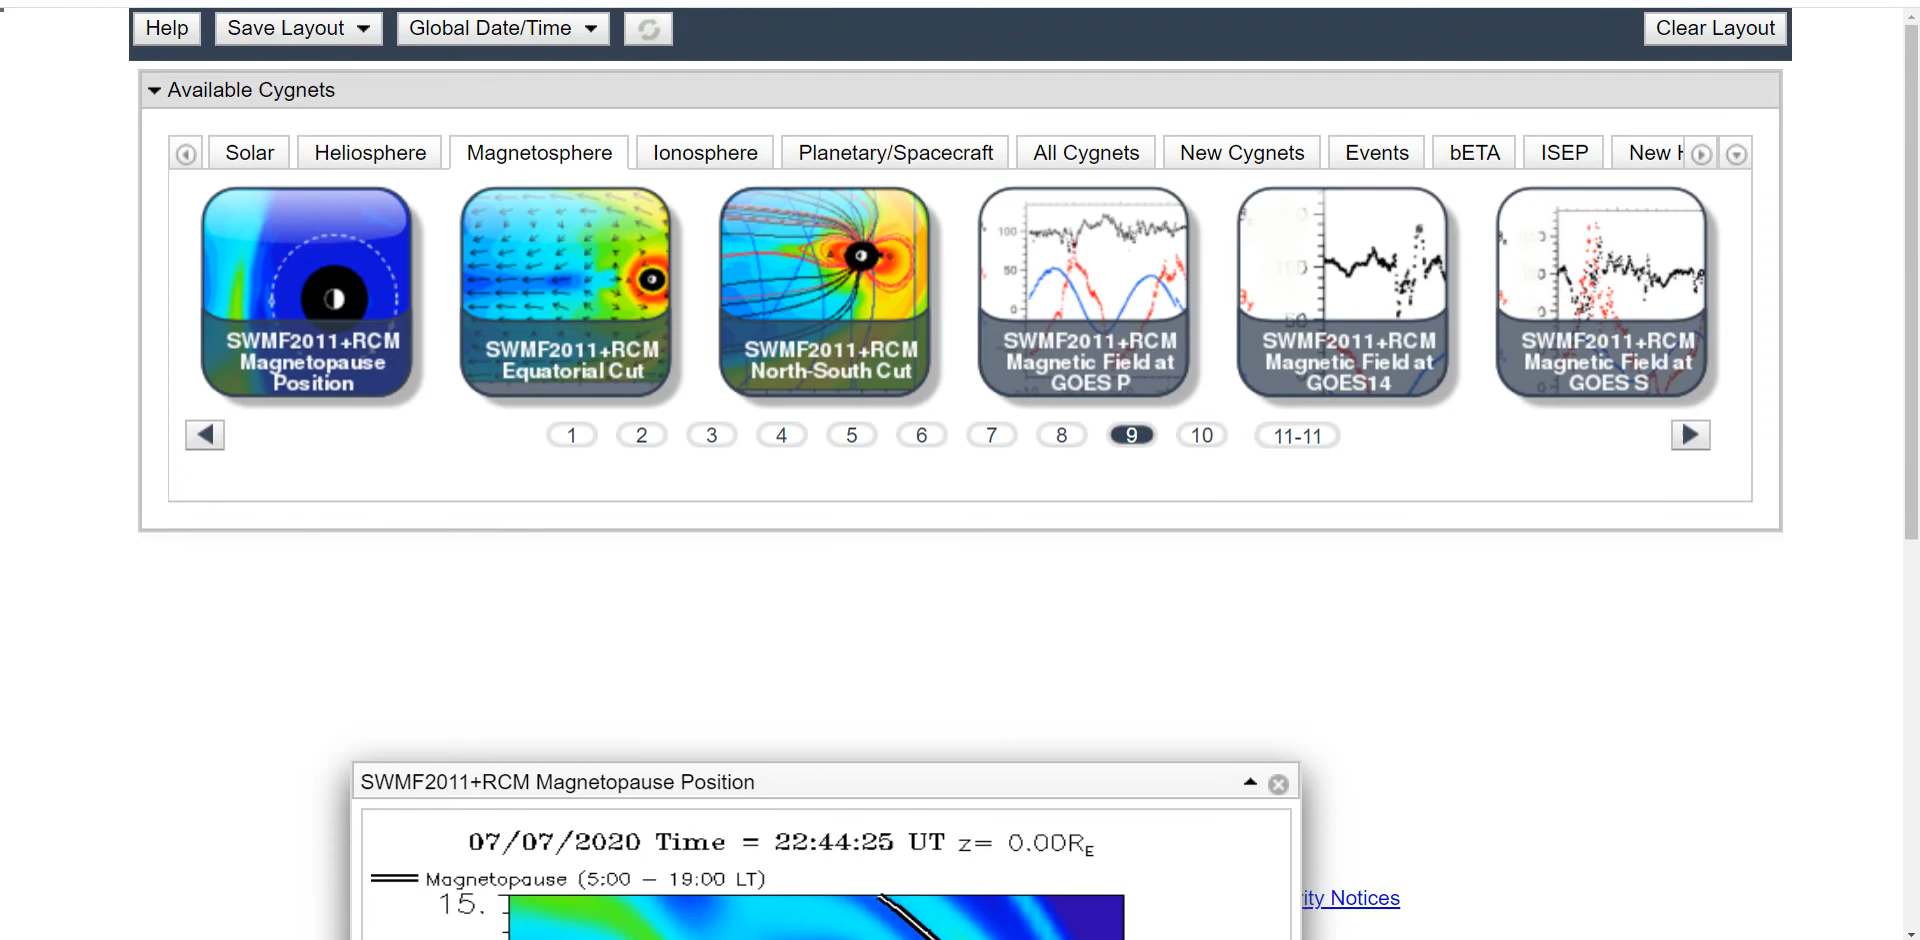 Help
Save Layout
Global Date/Time
Clear Layout
Available Cygnets
Solar
Heliosphere
Magnetosphere
Ionosphere
Planetary/Spacecraft
All Cygnets
New Cygnets
Events
bETA
ISEP
New
SWMF2011+RCM
Magnetopause
Position
SWMF2011+RCM
Equatorial Cut
SWMF2011+RCM
North-South Cut
100
50
0
SWMF2011+RCM
Magnetic Field at
GOES P
SWMF2011+RCM
Magnetic Field at
GOES14
SWMF2011+RCM
Magnetic Field at
GOES S
1
2
3
4
5
6
7
8
9
10
11-11
SWMF2011+RCM Magnetopause Position
07/07/2020 Time = 22:44:25 UT z= 0.00RE
Magnetopause (5:00 – 19:00 LT)
15.
ity Notices